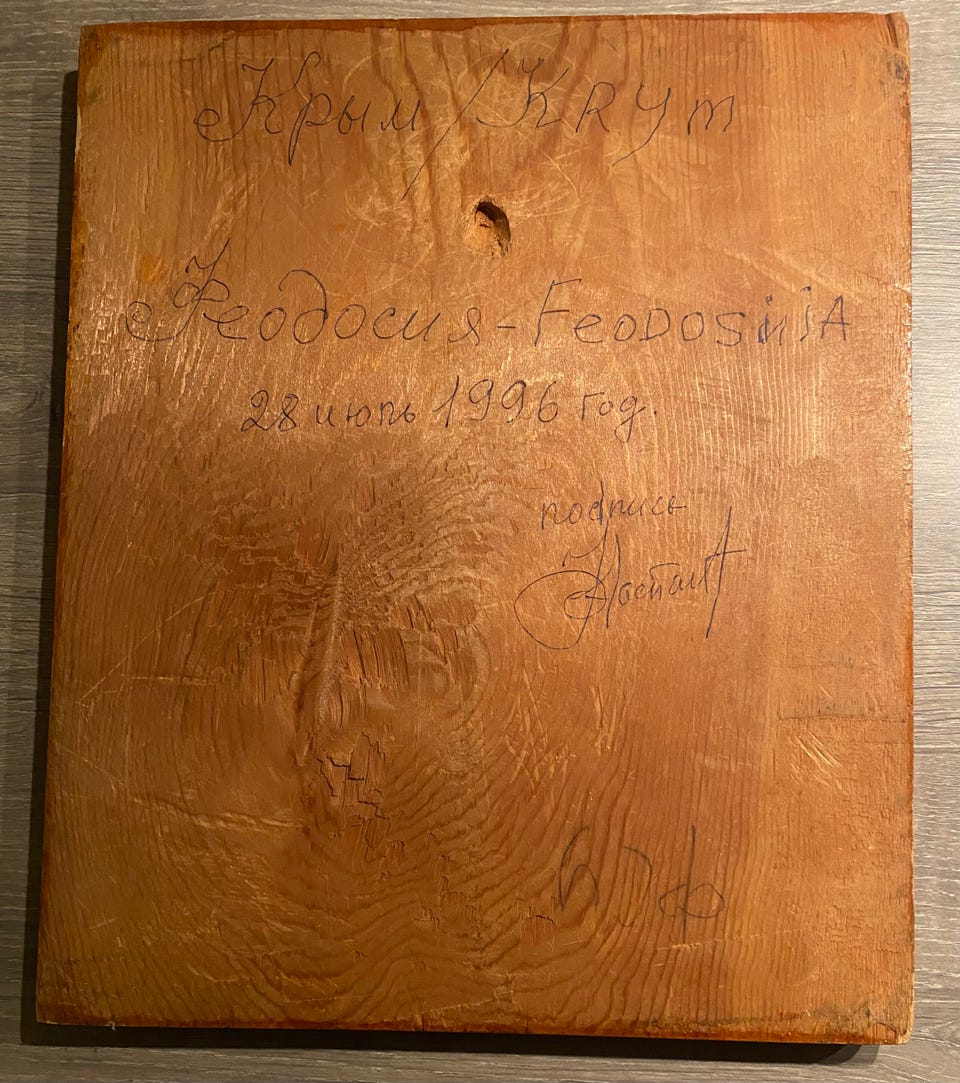 Крым/KRYm
Феодосия-FeoDOSiiA
28 июль 1996 год.
подпись